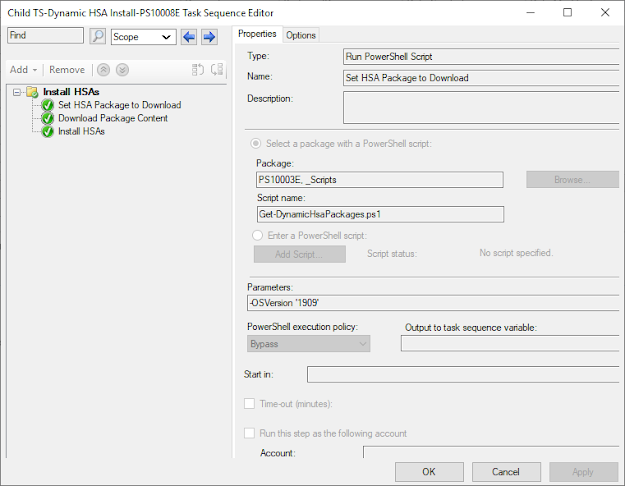 Child TS-Dynamic HSA Install-PS10008E Task Sequence Editor
Find
Scope
Add
Remove
Install HSAs
Set HSA Package to Download
Download Package Content
Install HSAs
Properties
Options
Type:
Run PowerShell Script
Name:
Set HSA Package to Download
Description:
Select a package with a PowerShell script:
Package:
PS10003E, _Scripts
Browse...
Script name:
Get-DynamicHsaPackages.ps1
Enter a PowerShell script:
Add Script...
Script status:
No script specified.
Parameters:
-OSVersion '1909'
PowerShell execution policy:
Output to task sequence variable:
Bypass
Start in:
Time-out (minutes):
Run this step as the following account
Account:
OK
Cancel
Apply